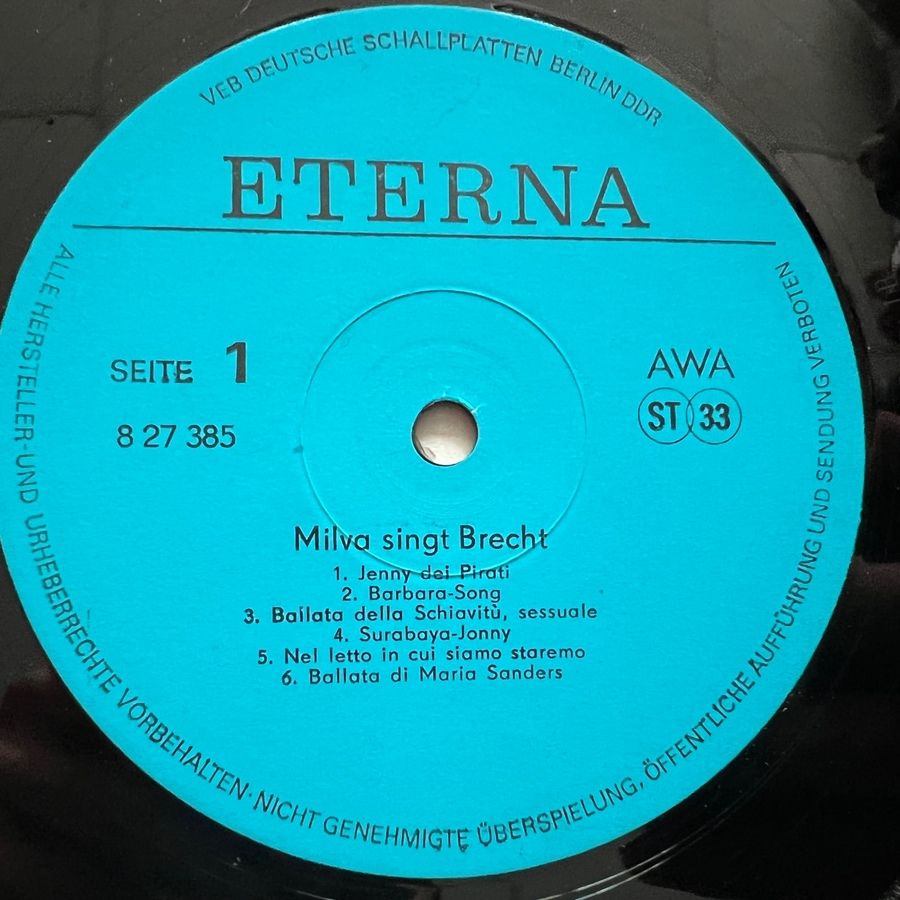 VEB DEUTSCHE SCHALLPLATTEN BERLIN DDR
ETERNA
SEITE 1
8 27 385
AWA
ST 33
Milva singt Brecht
1. Jenny dei Pirati
2. Barbara-Song
3. Bailata della Schiavitù, sessuale
4. Surabaya-Jonny
5. Nel letto in cui siamo staremo
6. Ballata di Maria Sanders
ALLE HERSTELLER- UND URHEBERRECHTE VORBEHALTEN · NICHT GENEHMIGTE ÜBERSPIELUNG, ÖFFENTLICHE AUFFÜHRUNG UND SENDUNG VERBOTEN